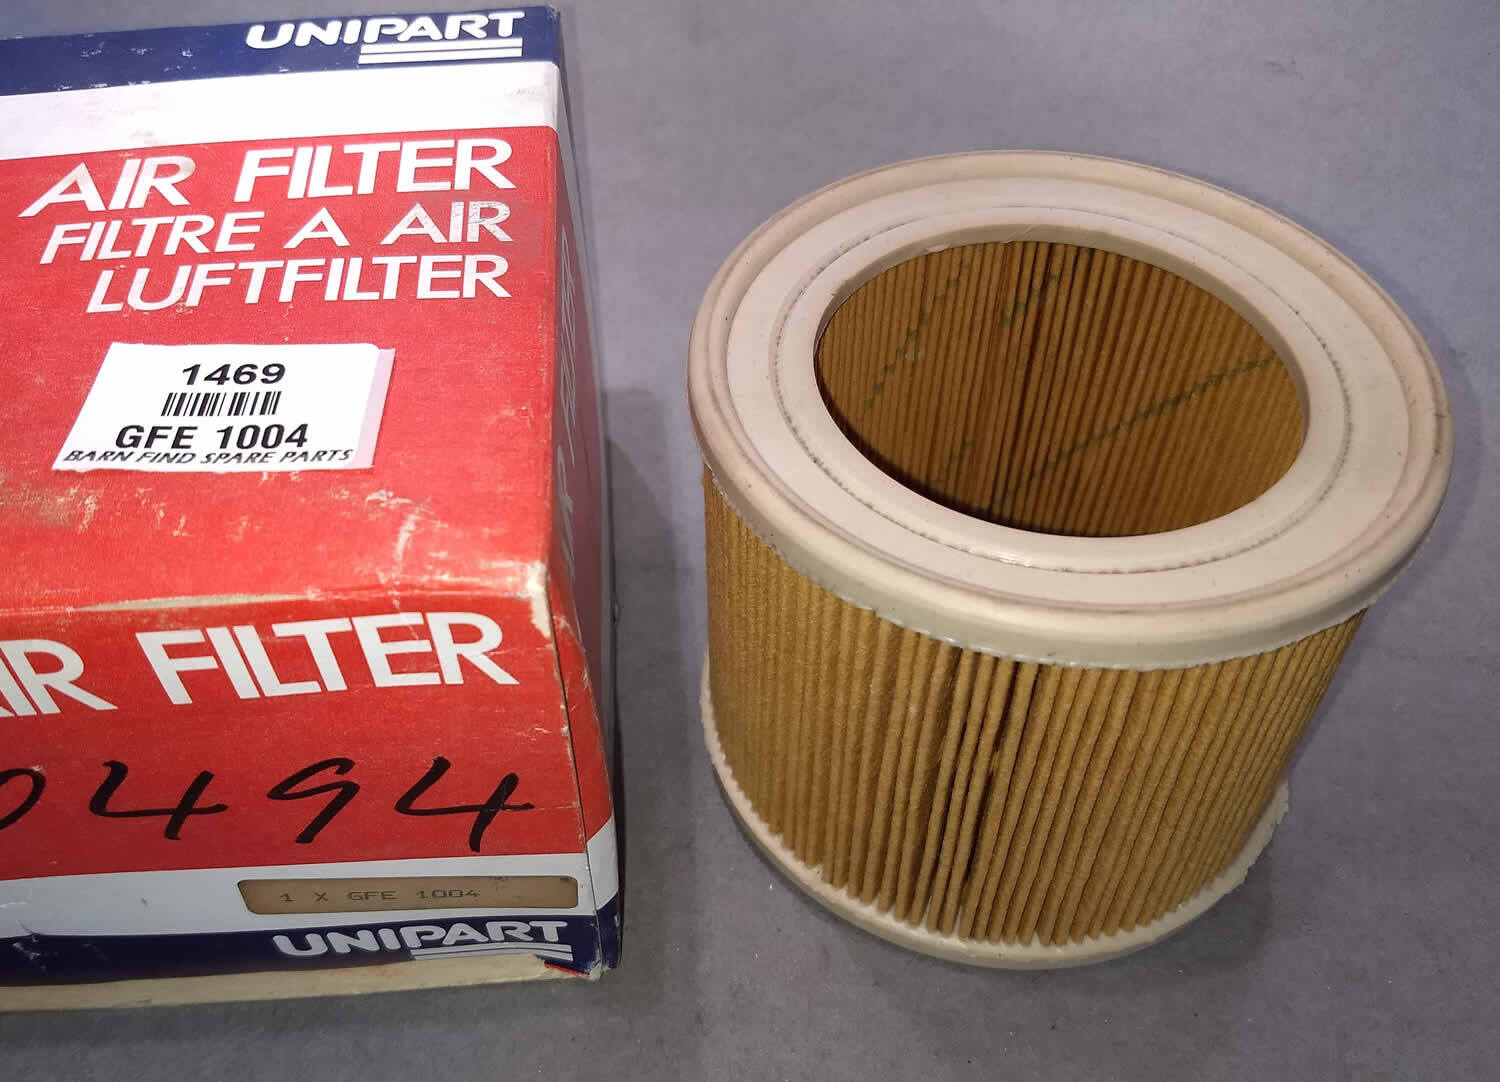 UNIPART
AIR FILTER
FILTRE A AIR
LUFTFILTER
1469
GFE 1004
BARN FIND SPARE PARTS
AIR FILTER
0494
1 X GFE 1004
UNIPART